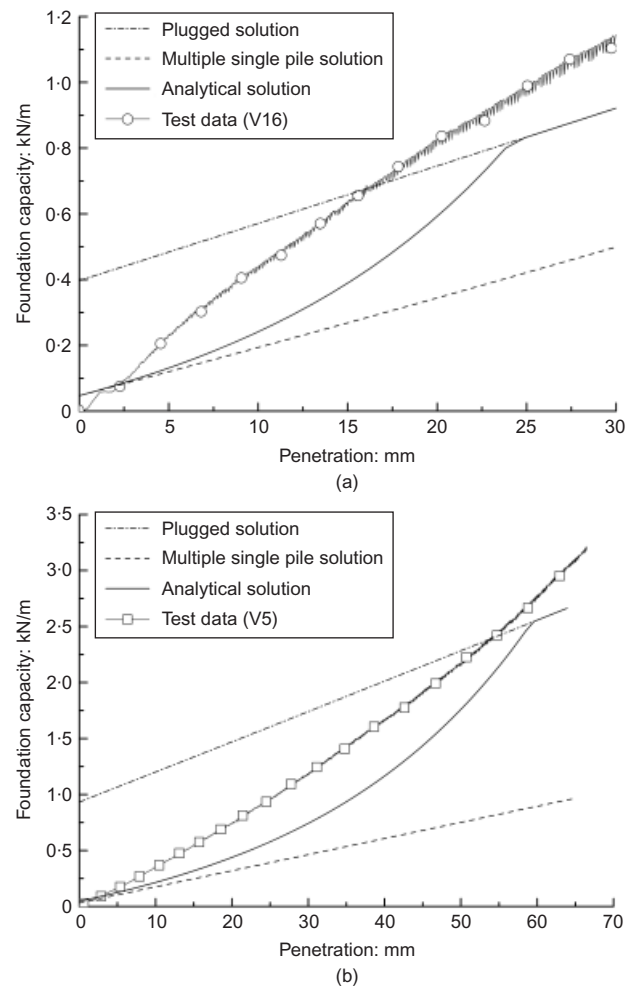 1·2
1·0
0·8
0·6
0·4
0·2
0
Foundation capacity: kN/m
Plugged solution
Multiple single pile solution
Analytical solution
Test data (V16)
0 5 10 15 20 25 30
Penetration: mm
(a)
3·5
3·0
2·5
2·0
1·5
1·0
0·5
0
Foundation capacity: kN/m
Plugged solution
Multiple single pile solution
Analytical solution
Test data (V5)
0 10 20 30 40 50 60 70
Penetration: mm
(b)